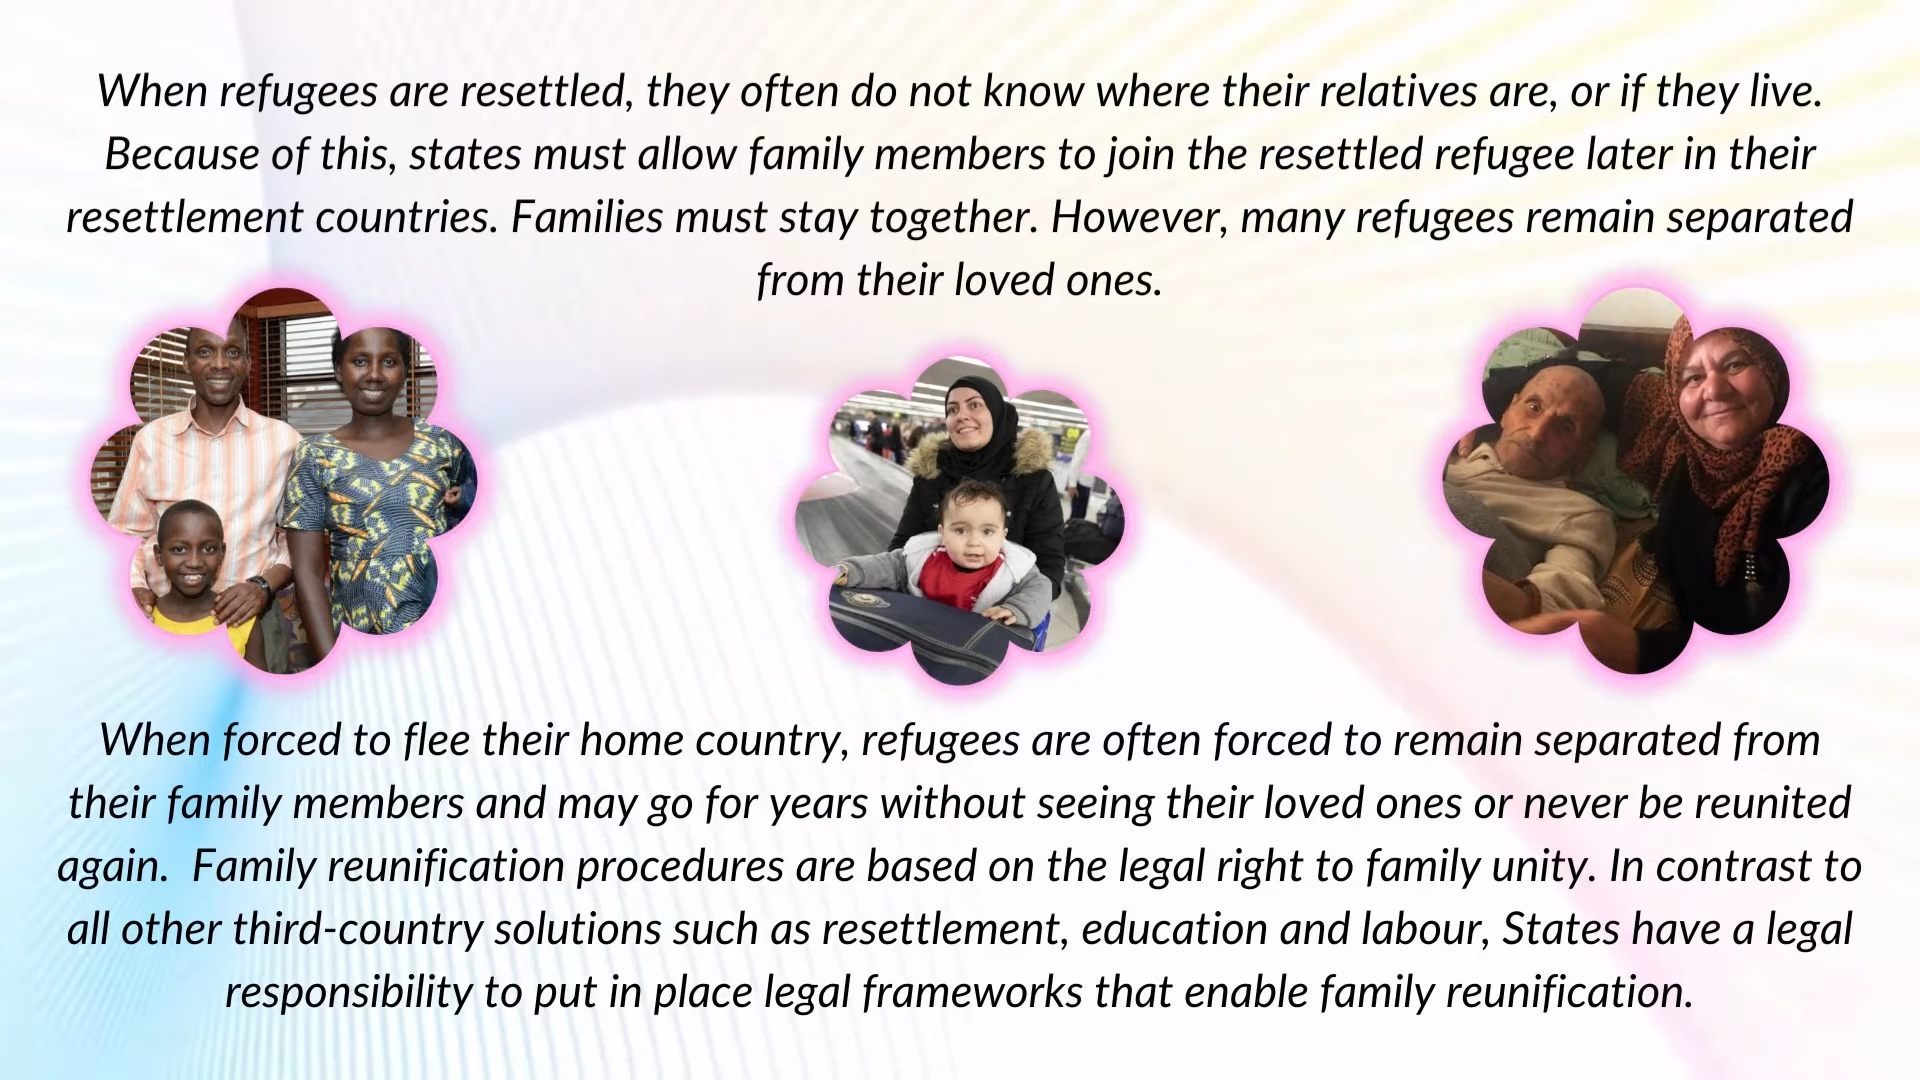 When refugees are resettled, they often do not know where their relatives are, or if they live.
Because of this, states must allow family members to join the resettled refugee later in their
resettlement countries. Families must stay together. However, many refugees remain separated
from their loved ones.
When forced to flee their home country, refugees are often forced to remain separated from
their family members and may go for years without seeing their loved ones or never be reunited
again.  Family reunification procedures are based on the legal right to family unity. In contrast to
all other third-country solutions such as resettlement, education and labour, States have a legal
responsibility to put in place legal frameworks that enable family reunification.